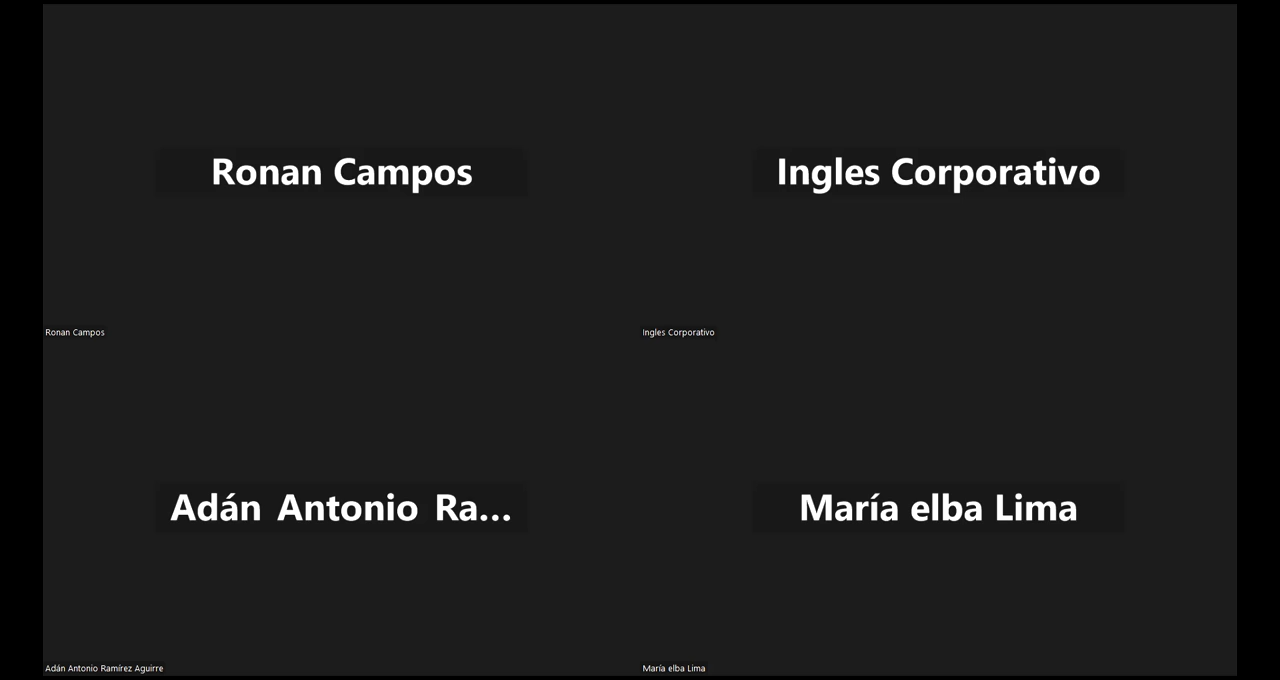 Ronan Campos
Ingles Corporativo
Ronan Campos
Ingles Corporativo
Adán Antonio Ra...
María elba Lima
Adán Antonio Ramírez Aguirre
María elba Lima